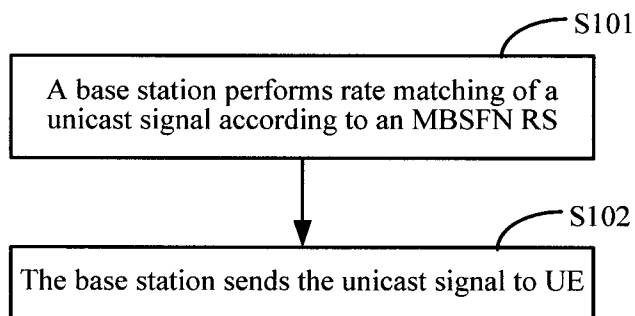 S101
A base station performs rate matching of a
unicast signal according to an MBSFN RS
S102
The base station sends the unicast signal to UE